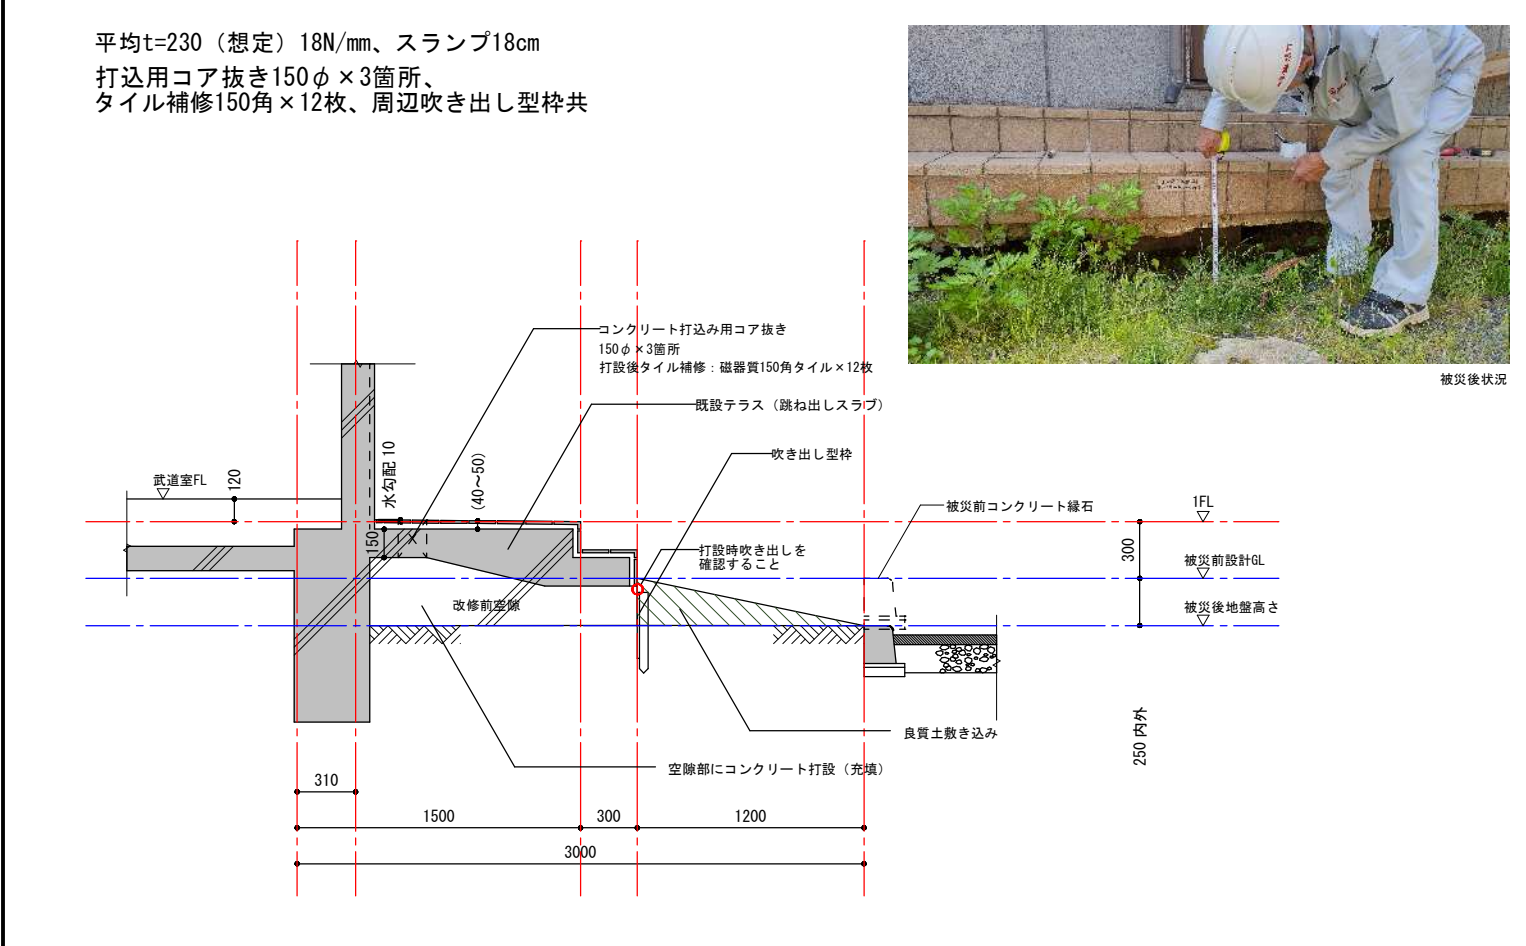 平均t=230（想定）18N/mm、スランプ18cm
打込用コア抜き150φ×3箇所、
タイル補修150角×12枚、周辺吹き出し型枠共
被災後状況
コンクリート打込み用コア抜き
150φ×3箇所
打設後タイル補修：磁器質150角タイル×12枚
既設テラス（跳ね出しスラブ）
吹き出し型枠
武道室FL
120
水勾配 10
(40～50)
150
被災前コンクリート縁石
1FL
打設時吹き出しを
確認すること
300
被災前設計GL
改修前空隙
被災後地盤高さ
250 内外
良質土敷き込み
空隙部にコンクリート打設（充填）
310
1500
300
1200
3000